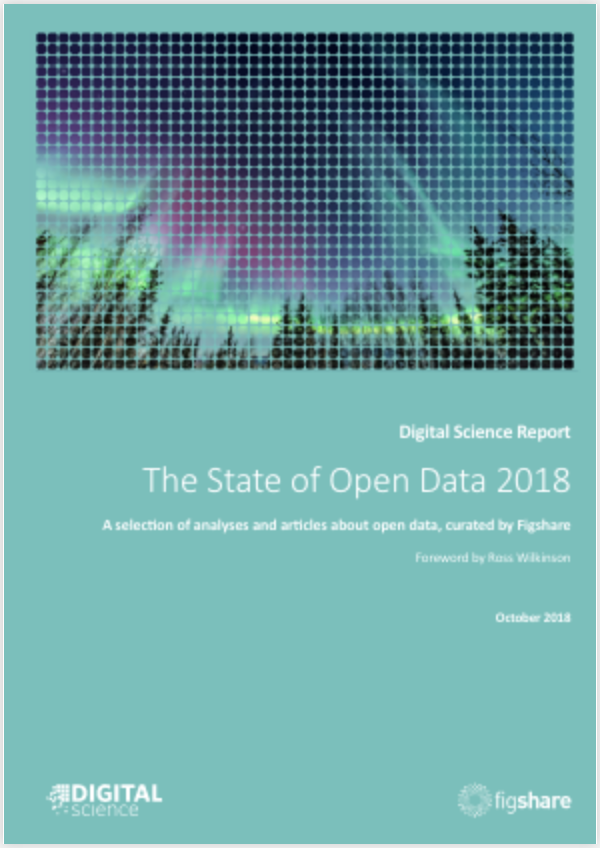 Digital Science Report
The State of Open Data 2018
A selection of analyses and articles about open data, curated by Figshare
Foreword by Ross Wilkinson
October 2018
DIGITAL
science
figshare